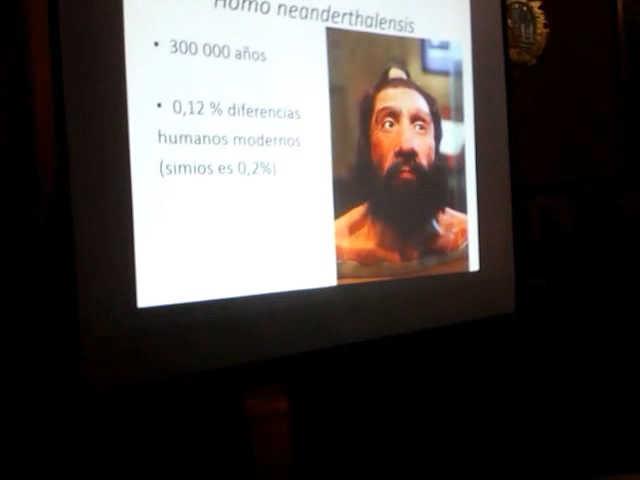 Homo neanderthalensis
• 300 000 años
• 0,12 % diferencias
humanos modernos
(simios es 0,2%)